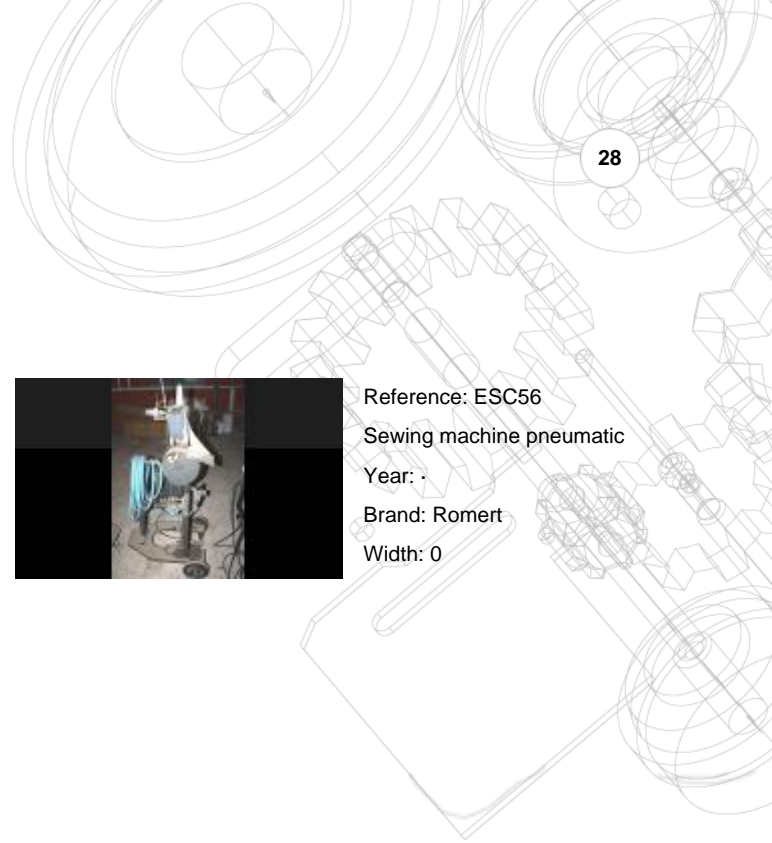 28
Reference: ESC56
Sewing machine pneumatic
Year: ·
Brand: Romert
Width: 0